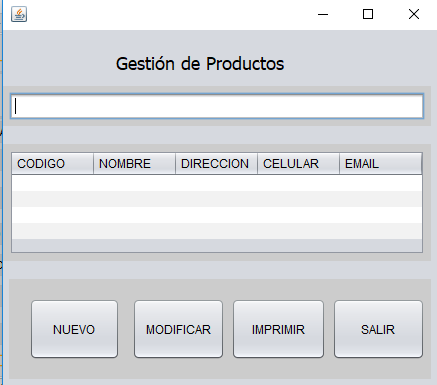 Gestión de Productos
CODIGO NOMBRE DIRECCION CELULAR EMAIL
NUEVO MODIFICAR IMPRIMIR SALIR